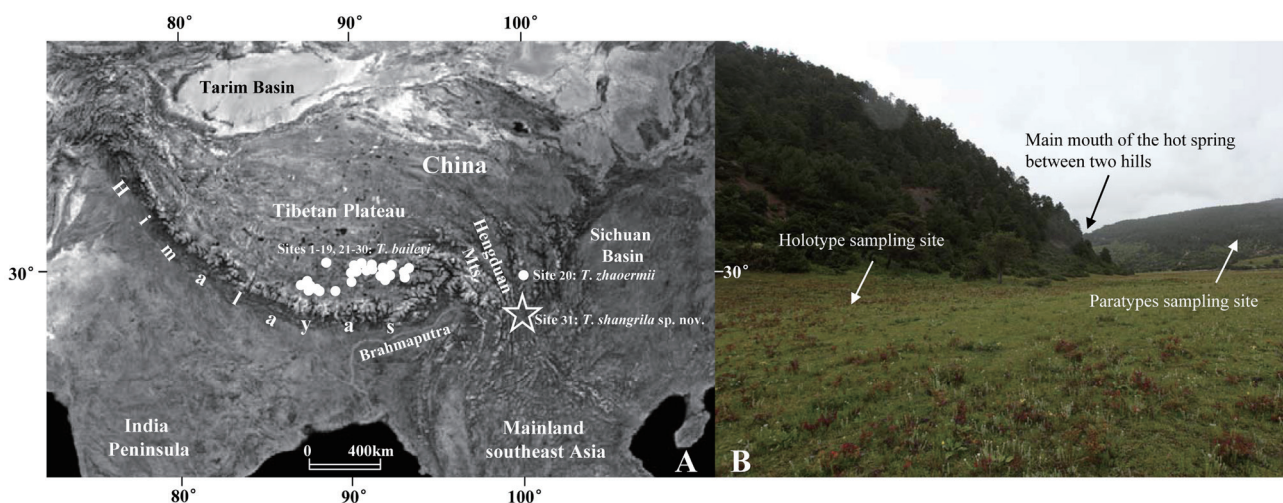 80°
90°
100°
Tarim Basin
China
Himalayas
Tibetan Plateau
Hengduan
Mts.
Sichuan
Basin
Sites 1-19, 21-30: T. baileyi
30°
30°
Site 20: T. zhaoermii
Site 31: T. shangrila sp. nov.
Brahmaputra
India
Peninsula
Mainland
southeast Asia
0
400km
A
80°
90°
100°
Main mouth of the hot spring
between two hills
Holotype sampling site
Paratypes sampling site
B